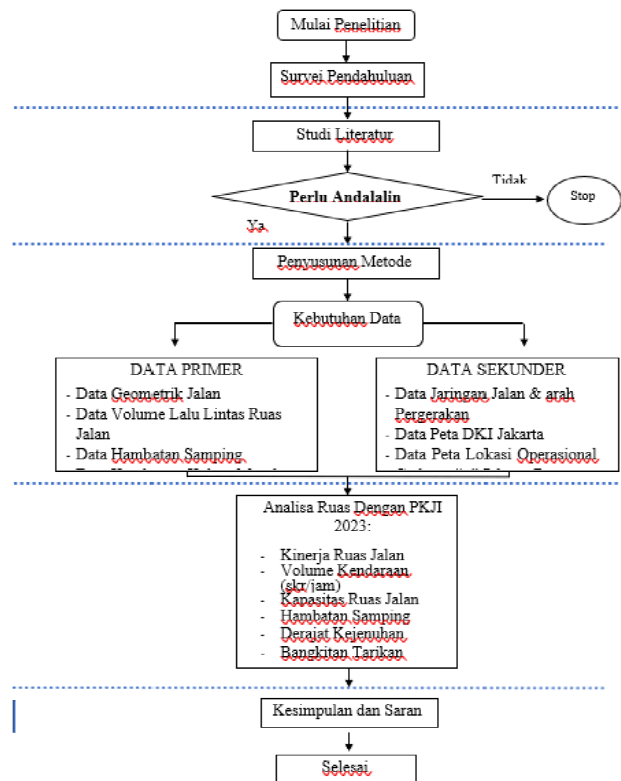 Mulai Penelitian
Survei Pendahuluan
Studi Literatur
Perlu Andalalin
Tidak
Stop
Ya
Penyusunan Metode
Kebutuhan Data
DATA PRIMER
- Data Geometrik Jalan
- Data Volume Lalu Lintas Ruas
Jalan
- Data Hambatan Samping
DATA SEKUNDER
- Data Jaringan Jalan & arah
Pergerakan
- Data Peta DKI Jakarta
- Data Peta Lokasi Operasional
Analisa Ruas Dengan PKJI
2023:
- Kinerja Ruas Jalan
- Volume Kendaraan
(skr/jam)
- Kapasitas Ruas Jalan
- Hambatan Samping
- Derajat Kejenuhan
- Bangkitan Tarikan
Kesimpulan dan Saran
Selesai